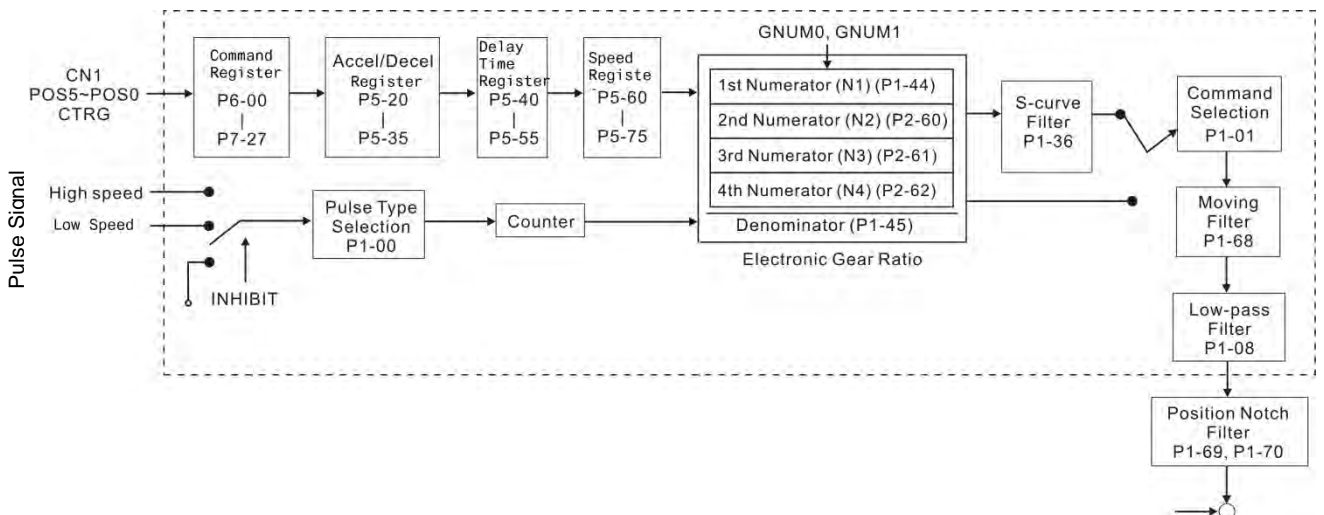 GNUM0, GNUM1
CN1
POS5~POS0
CTRG
Command
Register
P6-00
P7-27
Accel/Decel
Register
P5-20
P5-35
Delay
Time
Register
P5-40
P5-55
Speed
Registe
P5-60
P5-75
1st Numerator (N1) (P1-44)
2nd Numerator (N2) (P2-60)
3rd Numerator (N3) (P2-61)
4th Numerator (N4) (P2-62)
Denominator (P1-45)
Electronic Gear Ratio
S-curve
Filter
P1-36
Command
Selection
P1-01
Pulse Signal
High speed
Low Speed
INHIBIT
Pulse Type
Selection
P1-00
Counter
Moving
Filter
P1-68
Low-pass
Filter
P1-08
Position Notch
Filter
P1-69, P1-70